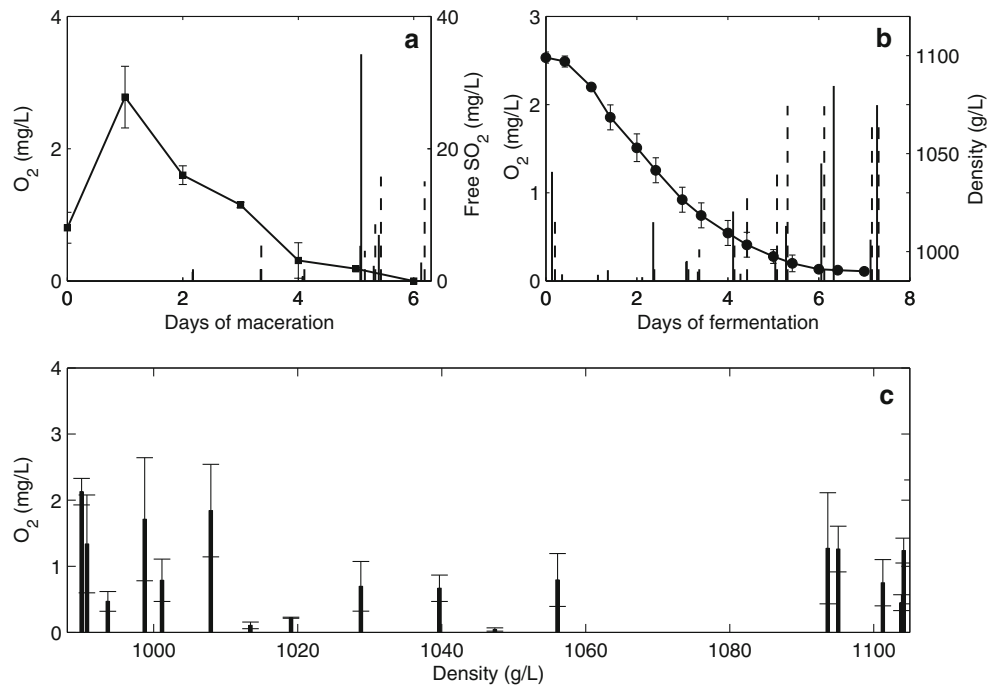 4
2
0
O2 (mg/L)
a
40
20
0
Free SO2 (mg/L)
0 2 4 6
Days of maceration
3
2
1
0
O2 (mg/L)
b
1100
1050
1000
Density (g/L)
0 2 4 6 8
Days of fermentation
4
3
2
1
0
O2 (mg/L)
c
1000 1020 1040 1060 1080 1100
Density (g/L)